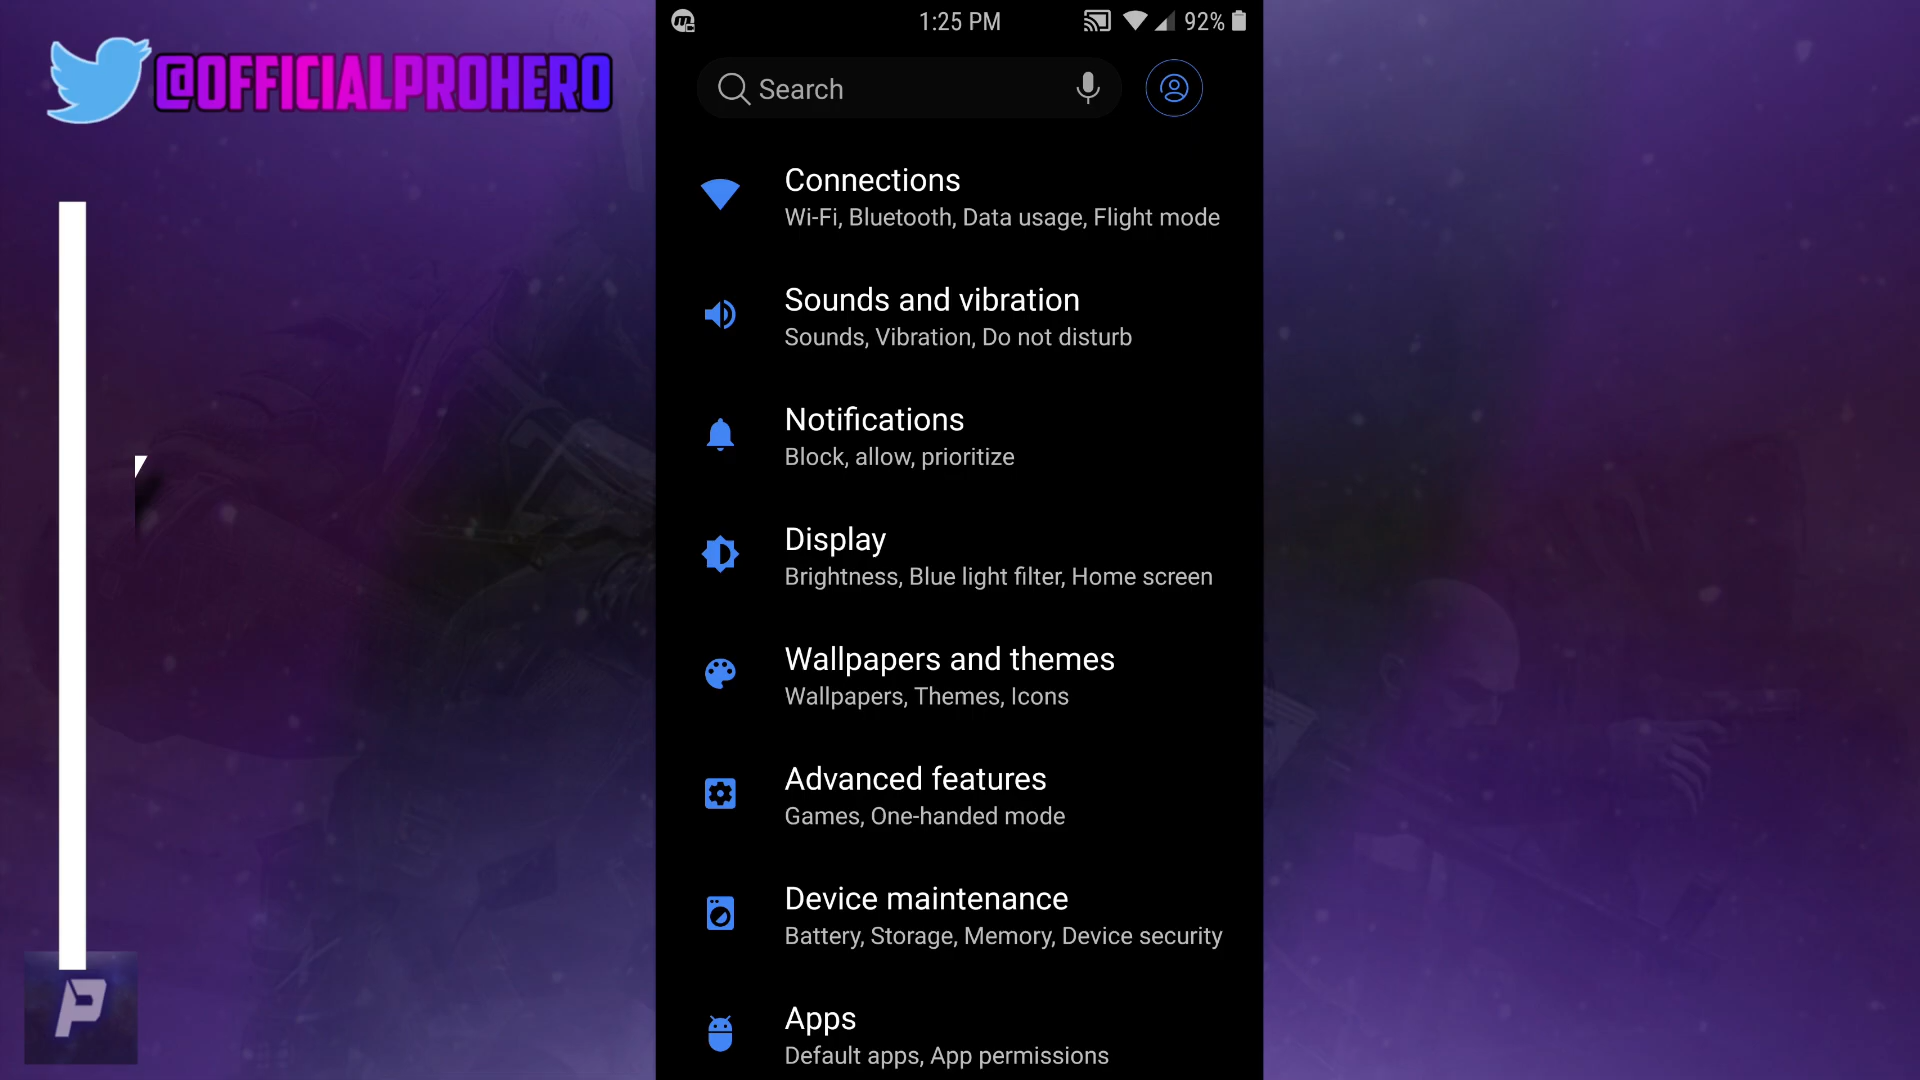 @OFFICIALPROHERO
1:25 PM
92%
Search
Connections
Wi-Fi, Bluetooth, Data usage, Flight mode
Sounds and vibration
Sounds, Vibration, Do not disturb
Notifications
Block, allow, prioritize
Display
Brightness, Blue light filter, Home screen
Wallpapers and themes
Wallpapers, Themes, Icons
Advanced features
Games, One-handed mode
Device maintenance
Battery, Storage, Memory, Device security
Apps
Default apps, App permissions
P